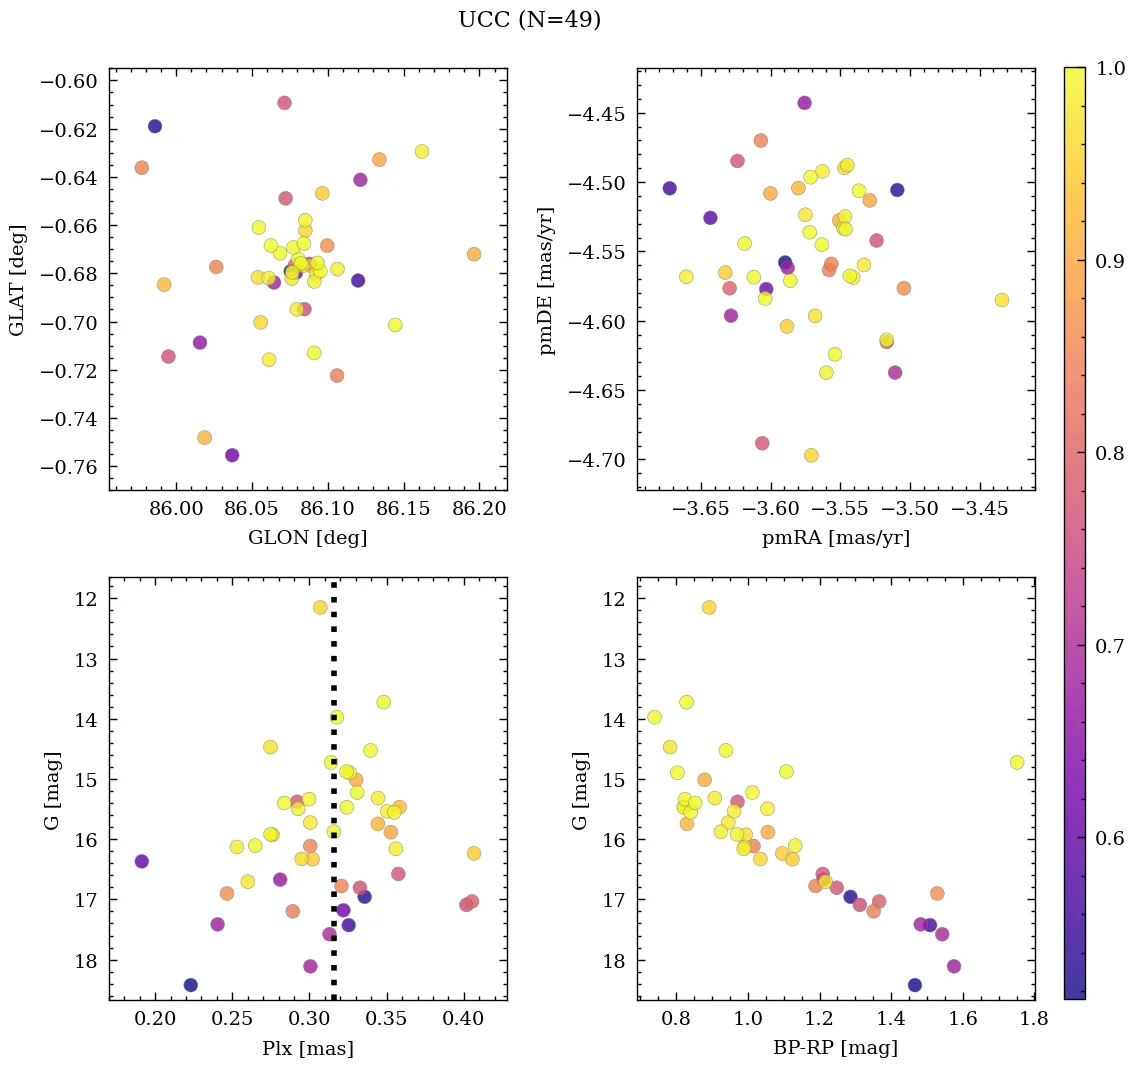 UCC (N=49)
−0.60
−0.62
−0.64
−0.66
−0.68
−0.70
−0.72
−0.74
−0.76
GLAT [deg]
86.00 86.05 86.10 86.15 86.20
GLON [deg]
−4.45
−4.50
−4.55
−4.60
−4.65
−4.70
pmDE [mas/yr]
−3.65 −3.60 −3.55 −3.50 −3.45
pmRA [mas/yr]
12
13
14
15
16
17
18
G [mag]
0.20 0.25 0.30 0.35 0.40
Plx [mas]
12
13
14
15
16
17
18
G [mag]
0.8 1.0 1.2 1.4 1.6 1.8
BP-RP [mag]
1.0
0.9
0.8
0.7
0.6